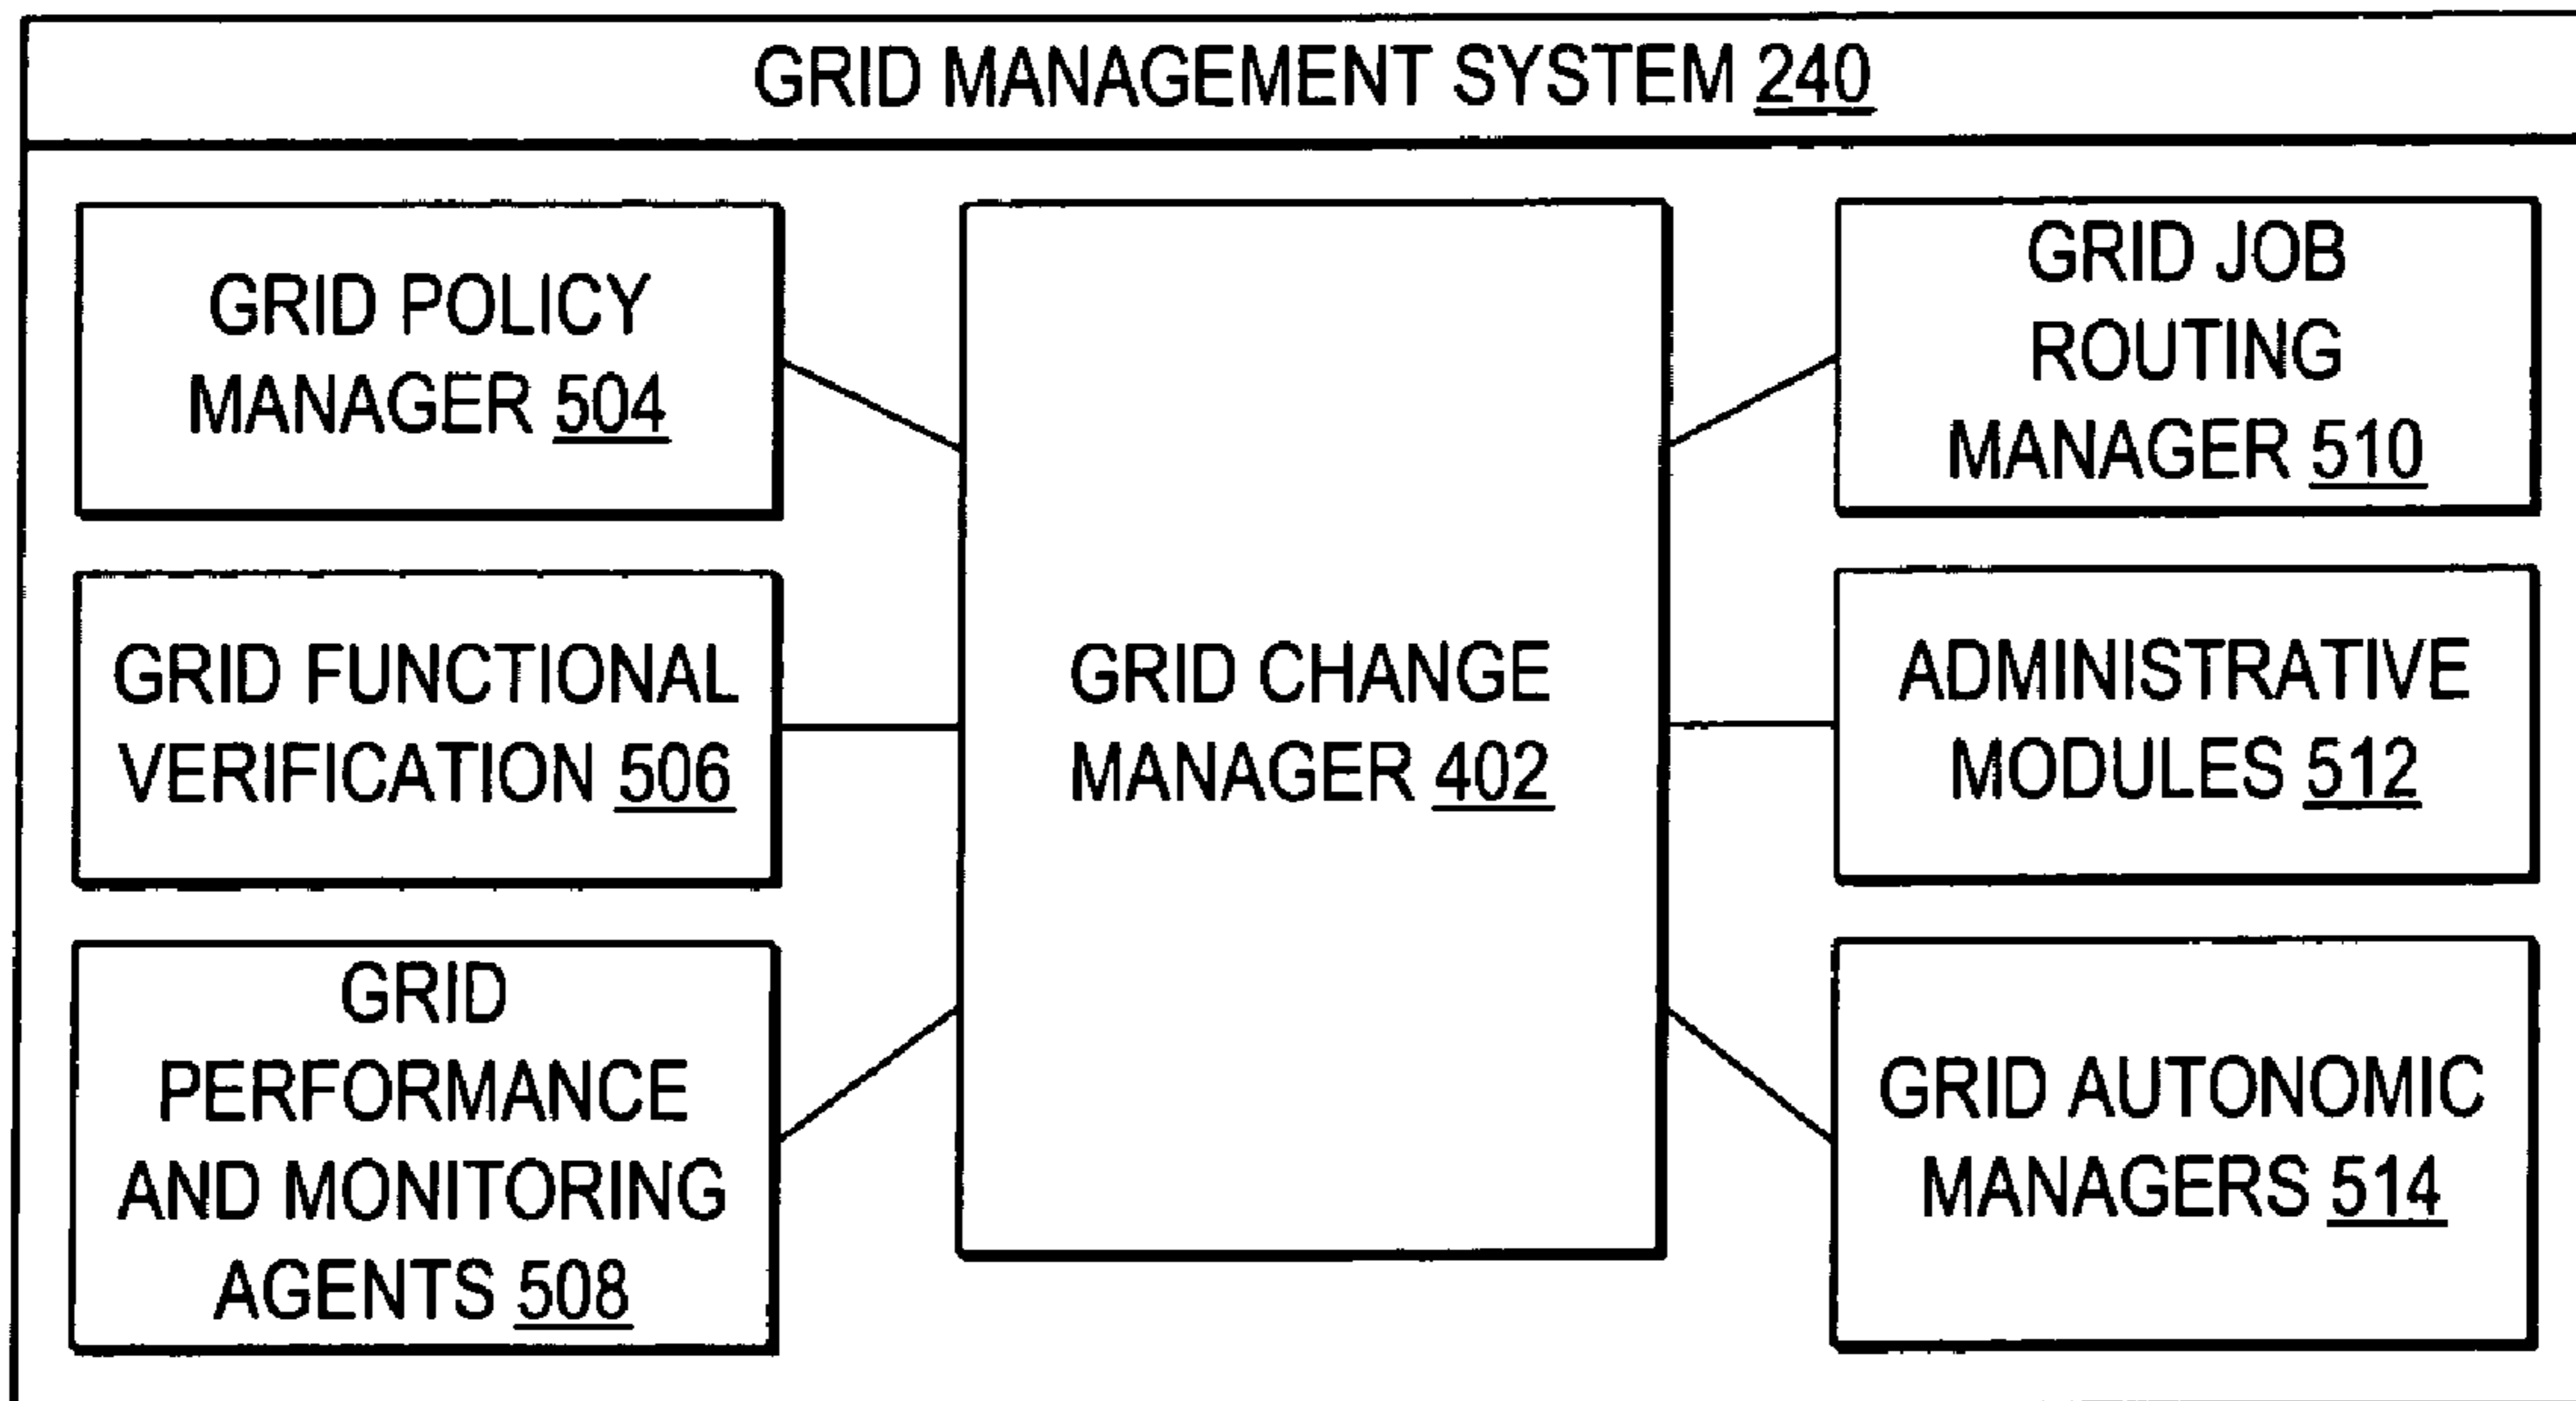 GRID MANAGEMENT SYSTEM 240
GRID POLICY
MANAGER 504
GRID FUNCTIONAL
VERIFICATION 506
GRID
PERFORMANCE
AND MONITORING
AGENTS 508
GRID CHANGE
MANAGER 402
GRID JOB
ROUTING
MANAGER 510
ADMINISTRATIVE
MODULES 512
GRID AUTONOMIC
MANAGERS 514